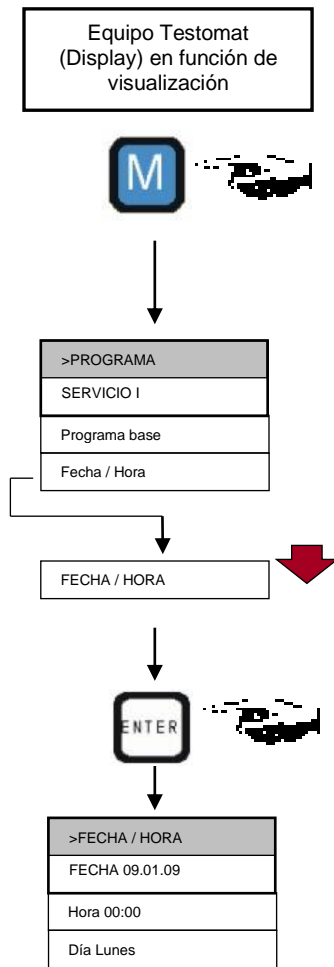 Equipo Testomat
(Display) en función de
visualización
M
>PROGRAMA
SERVICIO I
Programa base
Fecha / Hora
FECHA / HORA
ENTER
>FECHA / HORA
FECHA 09.01.09
Hora 00:00
Día Lunes